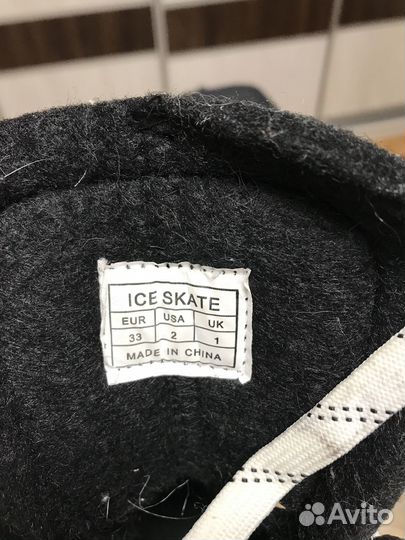 ICE SKATE
EUR USA UK
33 2 1
MADE IN CHINA
Avito